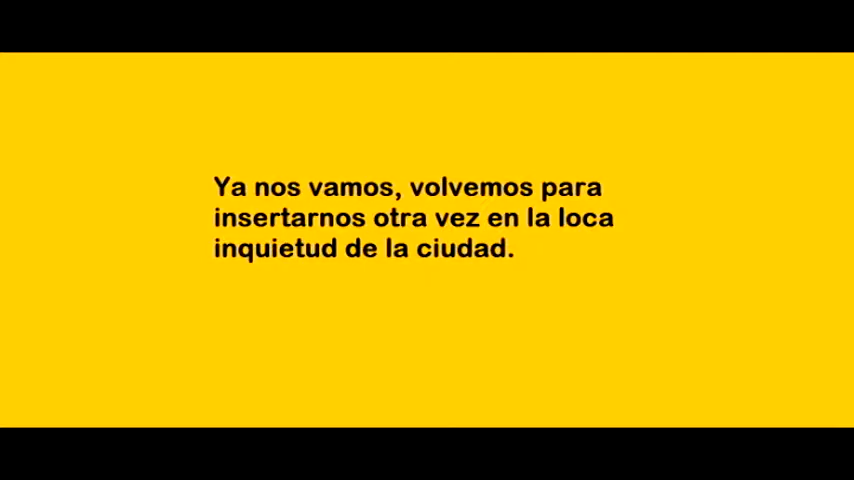 Ya nos vamos, volvemos para
insertarnos otra vez en la loca
inquietud de la ciudad.